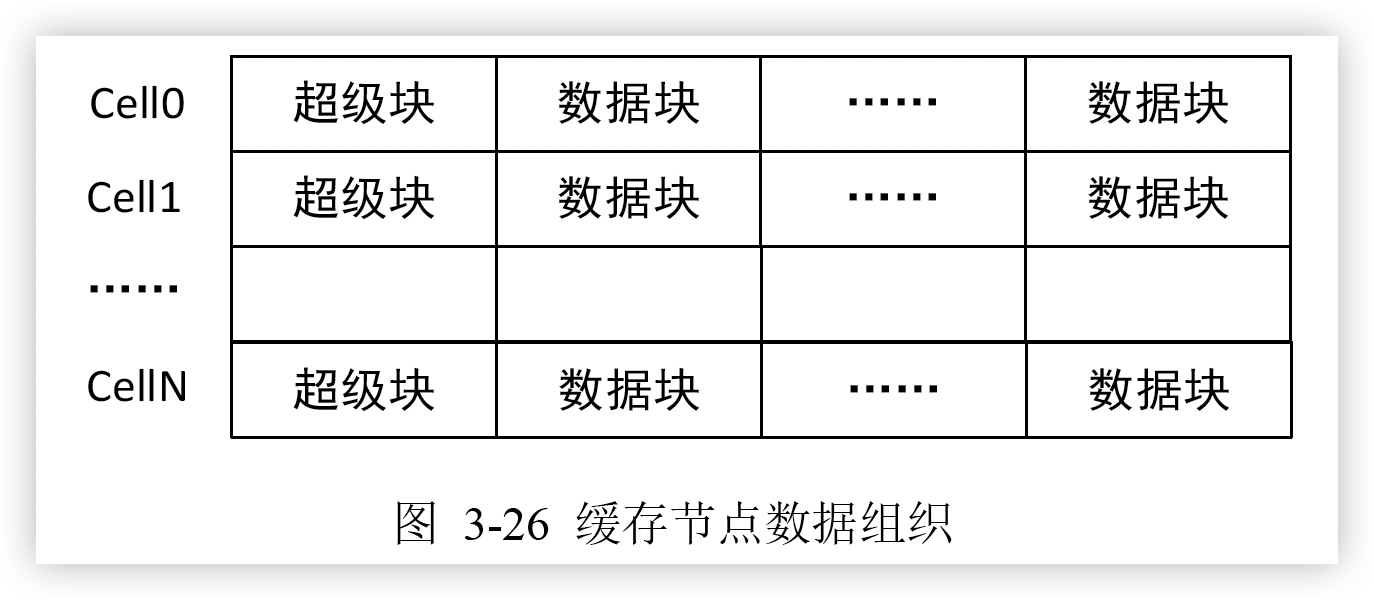 Cell0 超级块 数据块 …… 数据块
Cell1 超级块 数据块 …… 数据块
……
CellN 超级块 数据块 …… 数据块
图 3-26 缓存节点数据组织